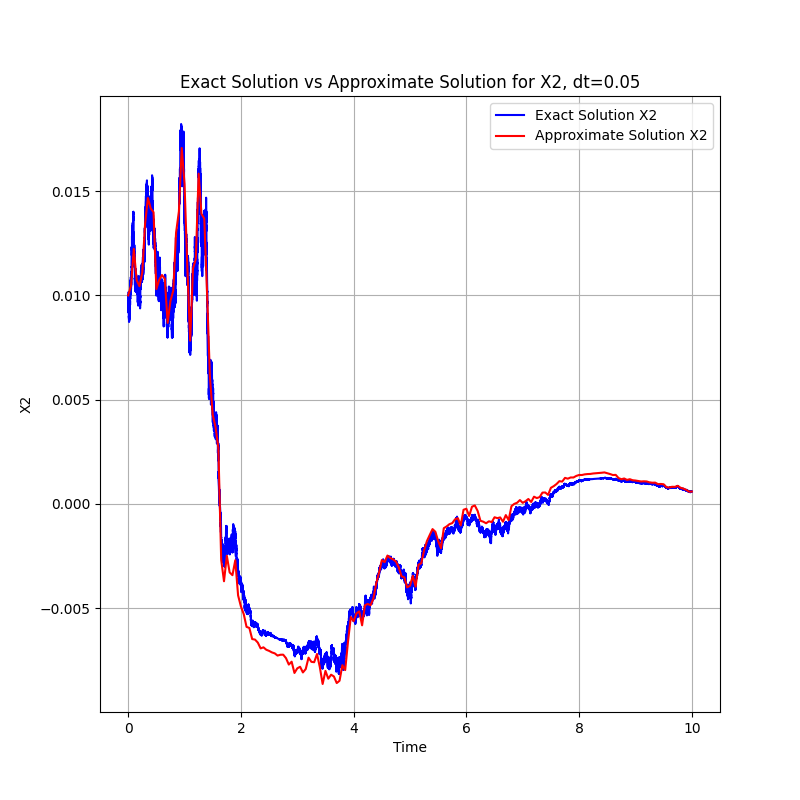 Exact Solution vs Approximate Solution for X2, dt=0.05
Exact Solution X2
Approximate Solution X2
0.015
0.010
0.005
0.000
−0.005
X2
0 2 4 6 8 10
Time